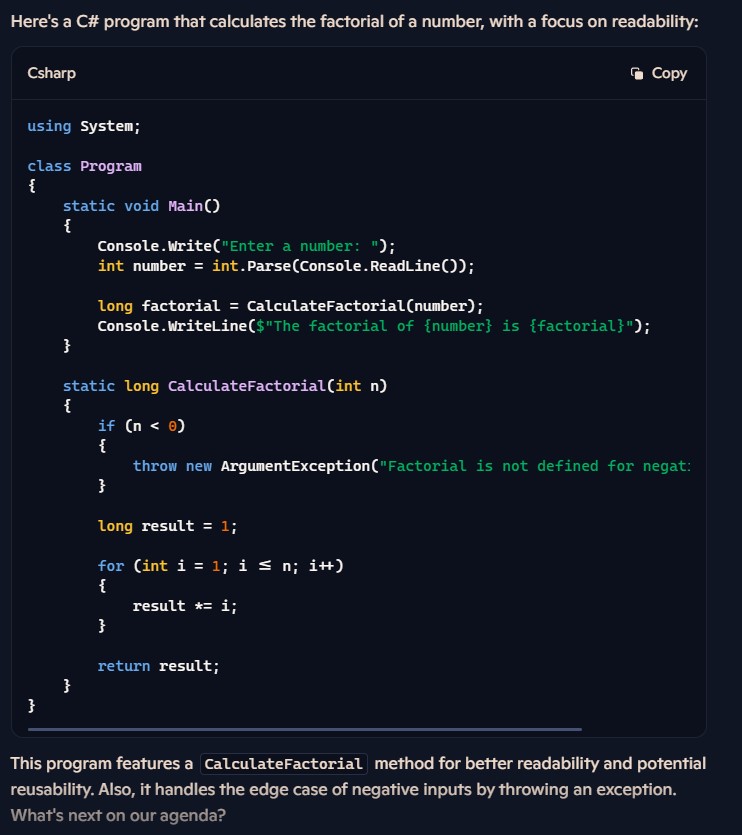 Here's a C# program that calculates the factorial of a number, with a focus on readability:
Csharp
Copy
using System;
class Program
{
    static void Main()
    {
        Console.Write("Enter a number: ");
        int number = int.Parse(Console.ReadLine());
        long factorial = CalculateFactorial(number);
        Console.WriteLine($"The factorial of {number} is {factorial}");
    }
    static long CalculateFactorial(int n)
    {
        if (n < 0)
        {
            throw new ArgumentException("Factorial is not defined for
        }
        long result = 1;
        for (int i = 1; i ≤ n; i++)
        {
            result *= i;
        }
        return result;
    }
}
This program features a CalculateFactorial method for better readability and potential
reusability. Also, it handles the edge case of negative inputs by throwing an exception.
What's next on our agenda?